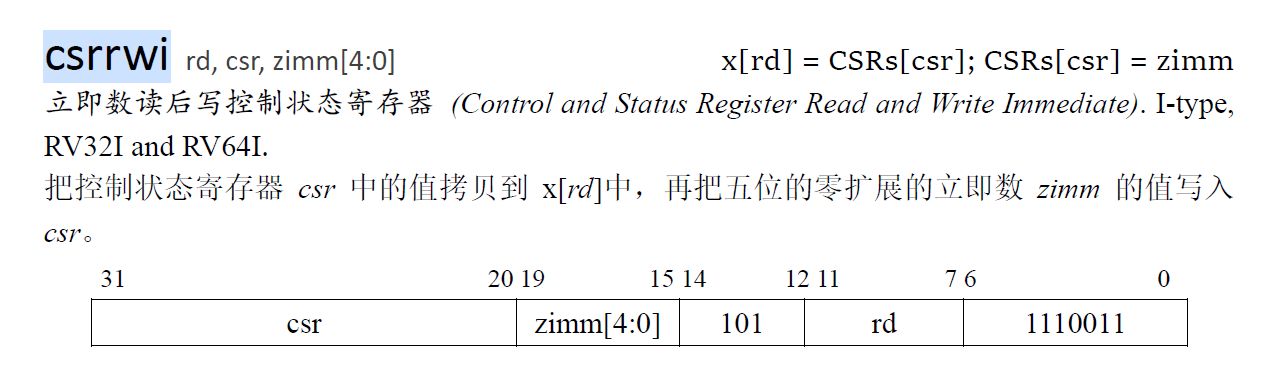 csrrwi rd, csr, zimm[4:0] x[rd] = CSRs[csr]; CSRs[csr] = zimm
立即数读后写控制状态寄存器 (Control and Status Register Read and Write Immediate). I-type,
RV32I and RV64I.
把控制状态寄存器 csr 中的值拷贝到 x[rd]中，再把五位的零扩展的立即数 zimm 的值写入
csr。
31 20 19 15 14 12 11 7 6 0
csr zimm[4:0] 101 rd 1110011